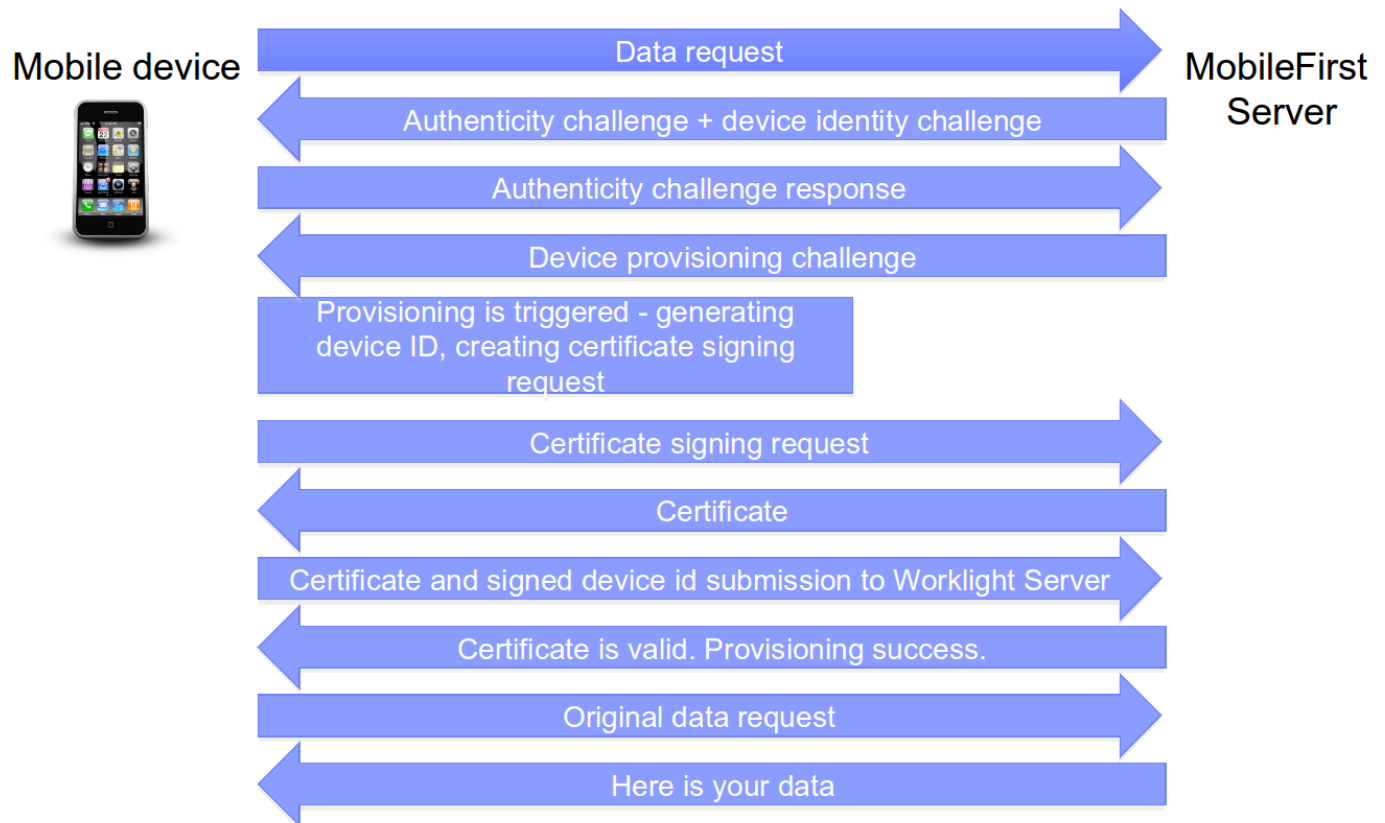 Data request
Mobile device
MobileFirst
Server
Authenticity challenge + device identity challenge
Authenticity challenge response
Device provisioning challenge
Provisioning is triggered - generating
device ID, creating certificate signing
request
Certificate signing request
Certificate
Certificate and signed device id submission to Worklight Server
Certificate is valid. Provisioning success.
Original data request
Here is your data